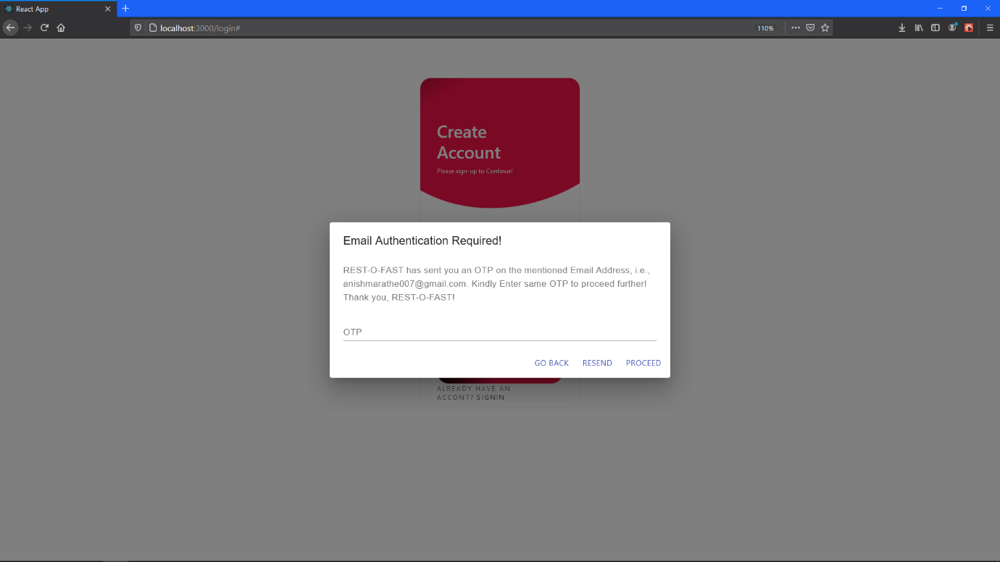 React App
localhost:3000/login#
110%
Create
Account
Please sign-up to Continue!
Email Authentication Required!
REST-O-FAST has sent you an OTP on the mentioned Email Address, i.e.,
anishmarathe007@gmail.com. Kindly Enter same OTP to proceed further!
Thank you, REST-O-FAST!
OTP
GO BACK RESEND PROCEED
ALREADY HAVE AN
ACCONT? SIGNIN